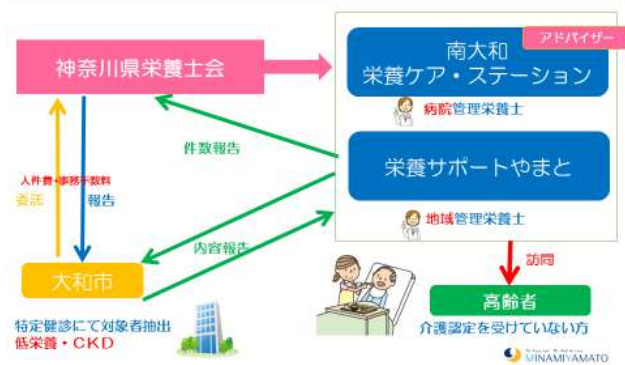 アドバイザー
神奈川県栄養士会
南大和
栄養ケア・ステーション
病院管理栄養士
件数報告
栄養サポートやまと
人件費・事務手数料
委託
報告
地域管理栄養士
内容報告
訪問
大和市
高齢者
特定健診にて対象者抽出
低栄養・CKD
介護認定を受けていない方
MINAMIYAMATO